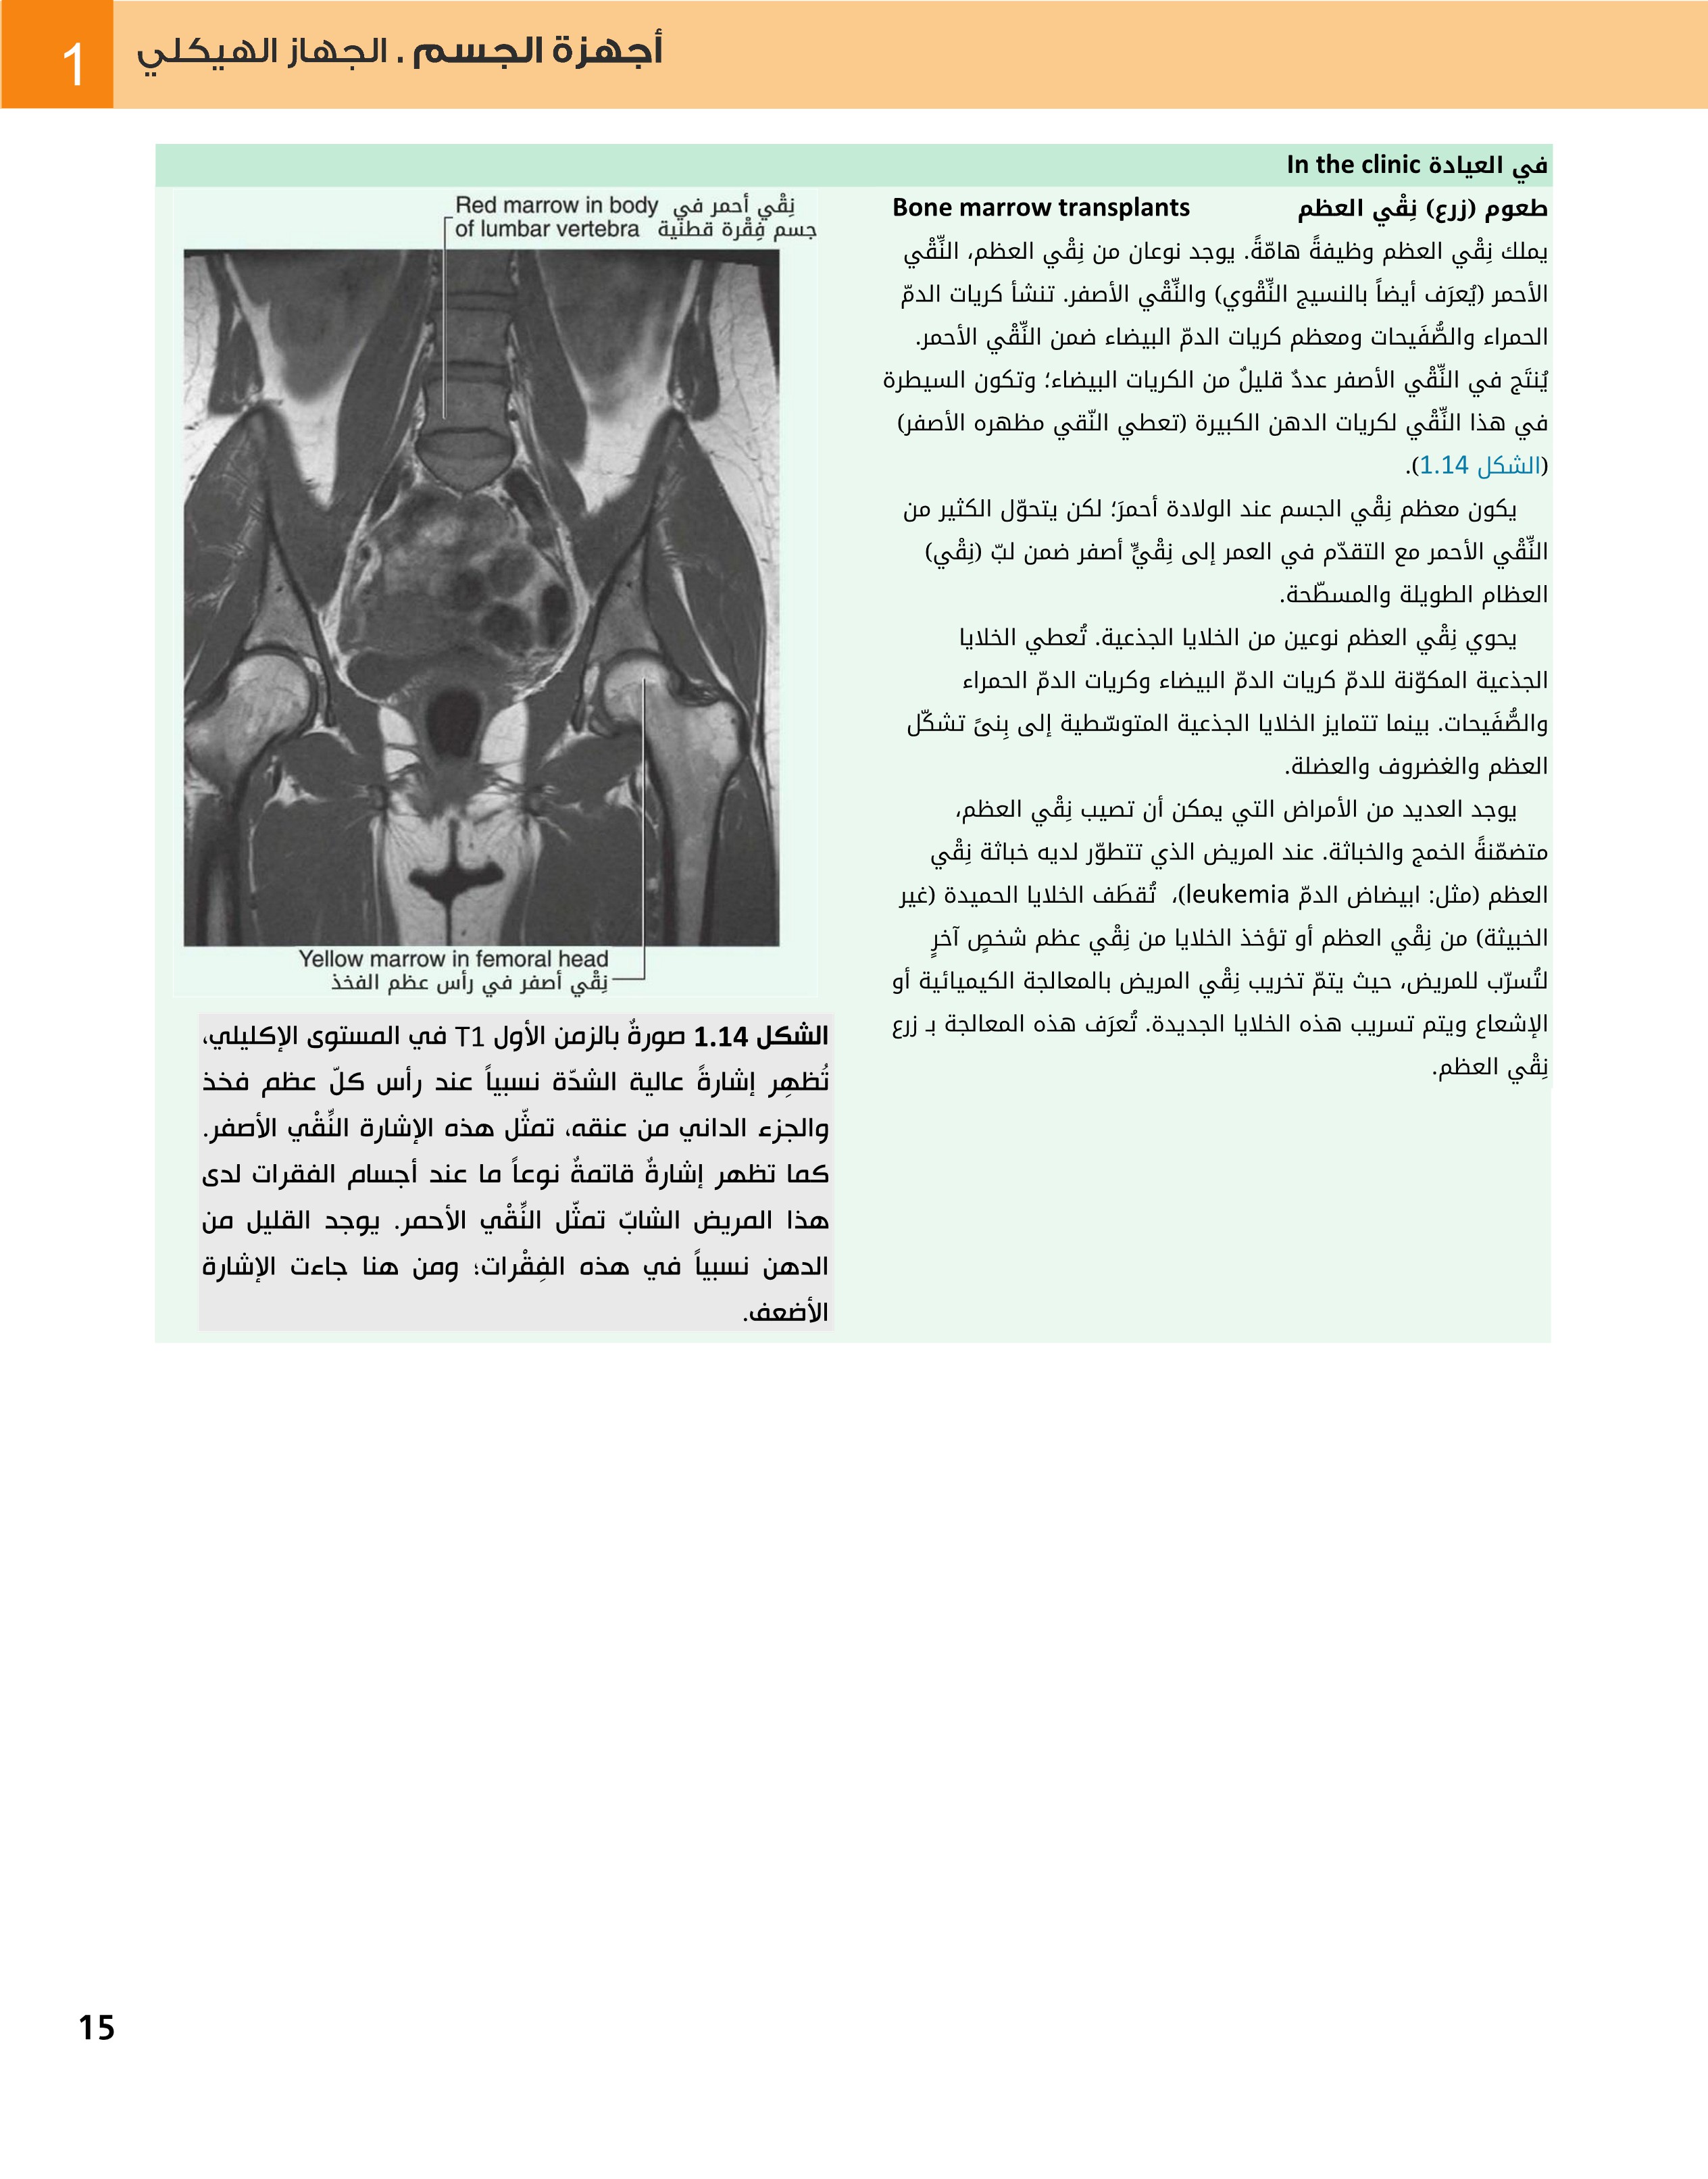 1
أجهزة الجسم . الجهاز الهيكلي
في العيادة In the clinic
طعوم (زرع) نِقْي العظم Bone marrow transplants
يملك نِقْي العظم وظيفةً هامّةً. يوجد نوعان من نِقْي العظم، النِّقْي
الأحمر (يُعرَف أيضاً بالنسيج النِّقْوي) والنِّقْي الأصفر. تنشأ كريات الدمّ
الحمراء والصُّفَيحات ومعظم كريات الدمّ البيضاء ضمن النِّقْي الأحمر.
يُنتَج في النِّقْي الأصفر عددٌ قليلٌ من الكريات البيضاء؛ وتكون السيطرة
في هذا النِّقْي لكريات الدهن الكبيرة (تعطي النّقي مظهره الأصفر)
(الشكل 1.14).
يكون معظم نِقْي الجسم عند الولادة أحمرَ؛ لكن يتحوّل الكثير من
النِّقْي الأحمر مع التقدّم في العمر إلى نِقْيٍّ أصفر ضمن لبّ (نِقْي)
العظام الطويلة والمسطّحة.
يحوي نِقْي العظم نوعين من الخلايا الجذعية. تُعطي الخلايا
الجذعية المكوّنة للدمّ كريات الدمّ البيضاء وكريات الدمّ الحمراء
والصُّفَيحات. بينما تتمايز الخلايا الجذعية المتوسّطية إلى بِنىً تشكّل
العظم والغضروف والعضلة.
يوجد العديد من الأمراض التي يمكن أن تصيب نِقْي العظم،
متضمّنةً الخمج والخباثة. عند المريض الذي تتطوّر لديه خباثة نِقْي
العظم (مثل: ابيضاض الدمّ leukemia)، تُقطَف الخلايا الحميدة (غير
الخبيثة) من نِقْي العظم أو تؤخذ الخلايا من نِقْي عظم شخصٍ آخرٍ
لتُسرّب للمريض، حيث يتمّ تخريب نِقْي المريض بالمعالجة الكيميائية أو
الإشعاع ويتم تسريب هذه الخلايا الجديدة. تُعرَف هذه المعالجة بـ زرع
نِقْي العظم.
Red marrow in body نِقْي أحمر في
of lumbar vertebra جسم فِقْرة قطنية
Yellow marrow in femoral head
نِقْي أصفر في رأس عظم الفخذ
الشكل 1.14 صورةٌ بالزمن الأول T1 في المستوى الإكليلي،
تُظهِر إشارةً عالية الشدّة نسبياً عند رأس كلّ عظم فخذ
والجزء الداني من عنقه، تمثّل هذه الإشارة النِّقْي الأصفر.
كما تظهر إشارةٌ قاتمةٌ نوعاً ما عند أجسام الفقرات لدى
هذا المريض الشابّ تمثّل النِّقْي الأحمر. يوجد القليل من
الدهن نسبياً في هذه الفِقْرات؛ ومن هنا جاءت الإشارة
الأضعف.
15